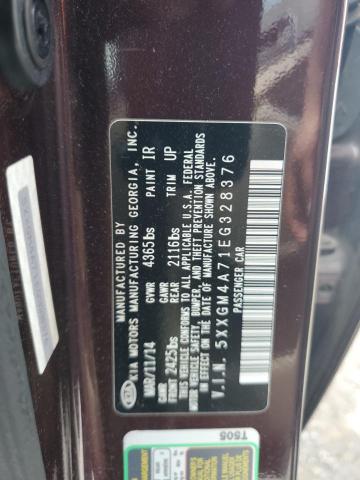 MANUFACTURED BY
KIA MOTORS MANUFACTURING GEORGIA, INC.
MAR/11/14 GVWR 4365lbs PAINT IR
GAWR FRONT 2425lbs GAWR REAR 2116lbs TRIM UP
THIS VEHICLE CONFORMS TO ALL APPLICABLE U.S.A. FEDERAL
MOTOR VEHICLE SAFETY, BUMPER, AND THEFT PREVENTION STANDARDS
IN EFFECT ON THE DATE OF MANUFACTURE SHOWN ABOVE.
V.I.N. 5XXGM4A71EG328376
PASSENGER CAR
KIA
T505